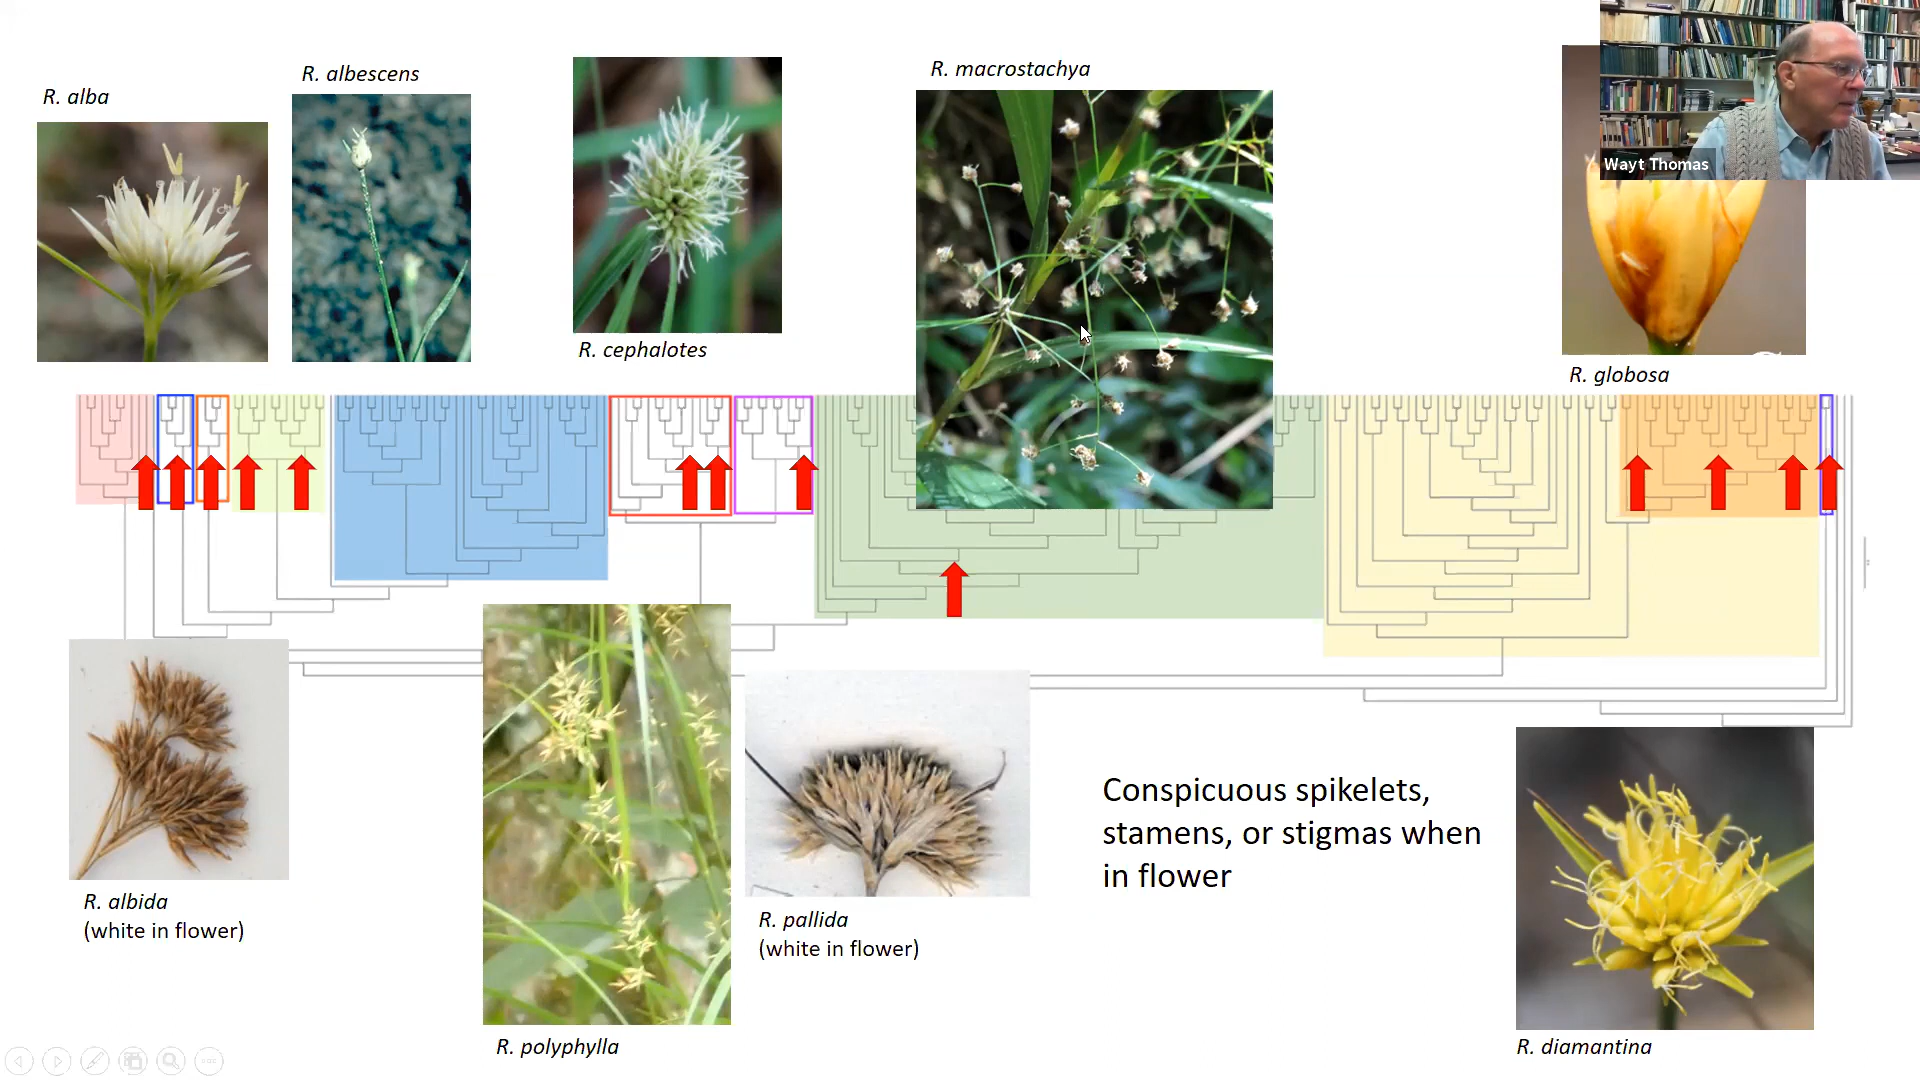 R. macrostachya
R. albescens
R. alba
Wayt Thomas
R. cephalotes
R. globosa
Conspicuous spikelets,
stamens, or stigmas when
in flower
R. albida
(white in flower)
R. pallida
(white in flower)
R. polyphylla
R. diamantina